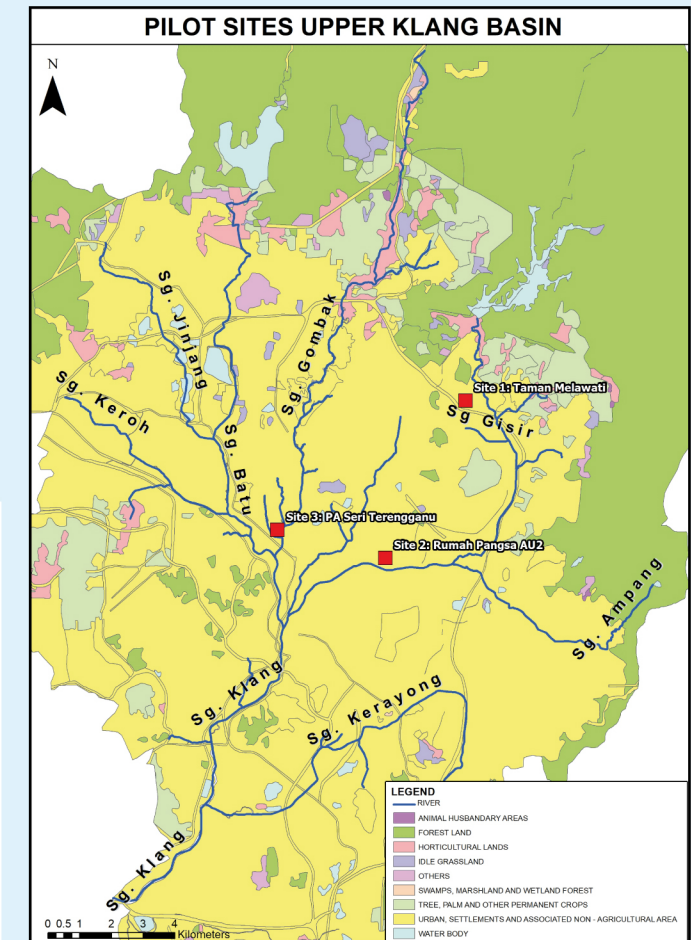 PILOT SITES UPPER KLANG BASIN
N
Sg. Jinjang
Sg. Gombak
Sg. Keroh
Sg. Batu
Site 1: Taman Melawati
Sg Gisir
Site 3: PA Seri Terengganu
Site 2: Rumah Pangsa AU2
Sg. Ampang
Sg. Klang
Sg. Kerayong
Sg. Klang
LEGEND
RIVER
ANIMAL HUSBANDARY AREAS
FOREST LAND
HORTICULTURAL LANDS
IDLE GRASSLAND
OTHERS
SWAMPS, MARSHLAND AND WETLAND FOREST
TREE, PALM AND OTHER PERMANENT CROPS
URBAN, SETTLEMENTS AND ASSOCIATED NON - AGRICULTURAL AREA
WATER BODY
0 0.5 1 2 3 4
Kilometers